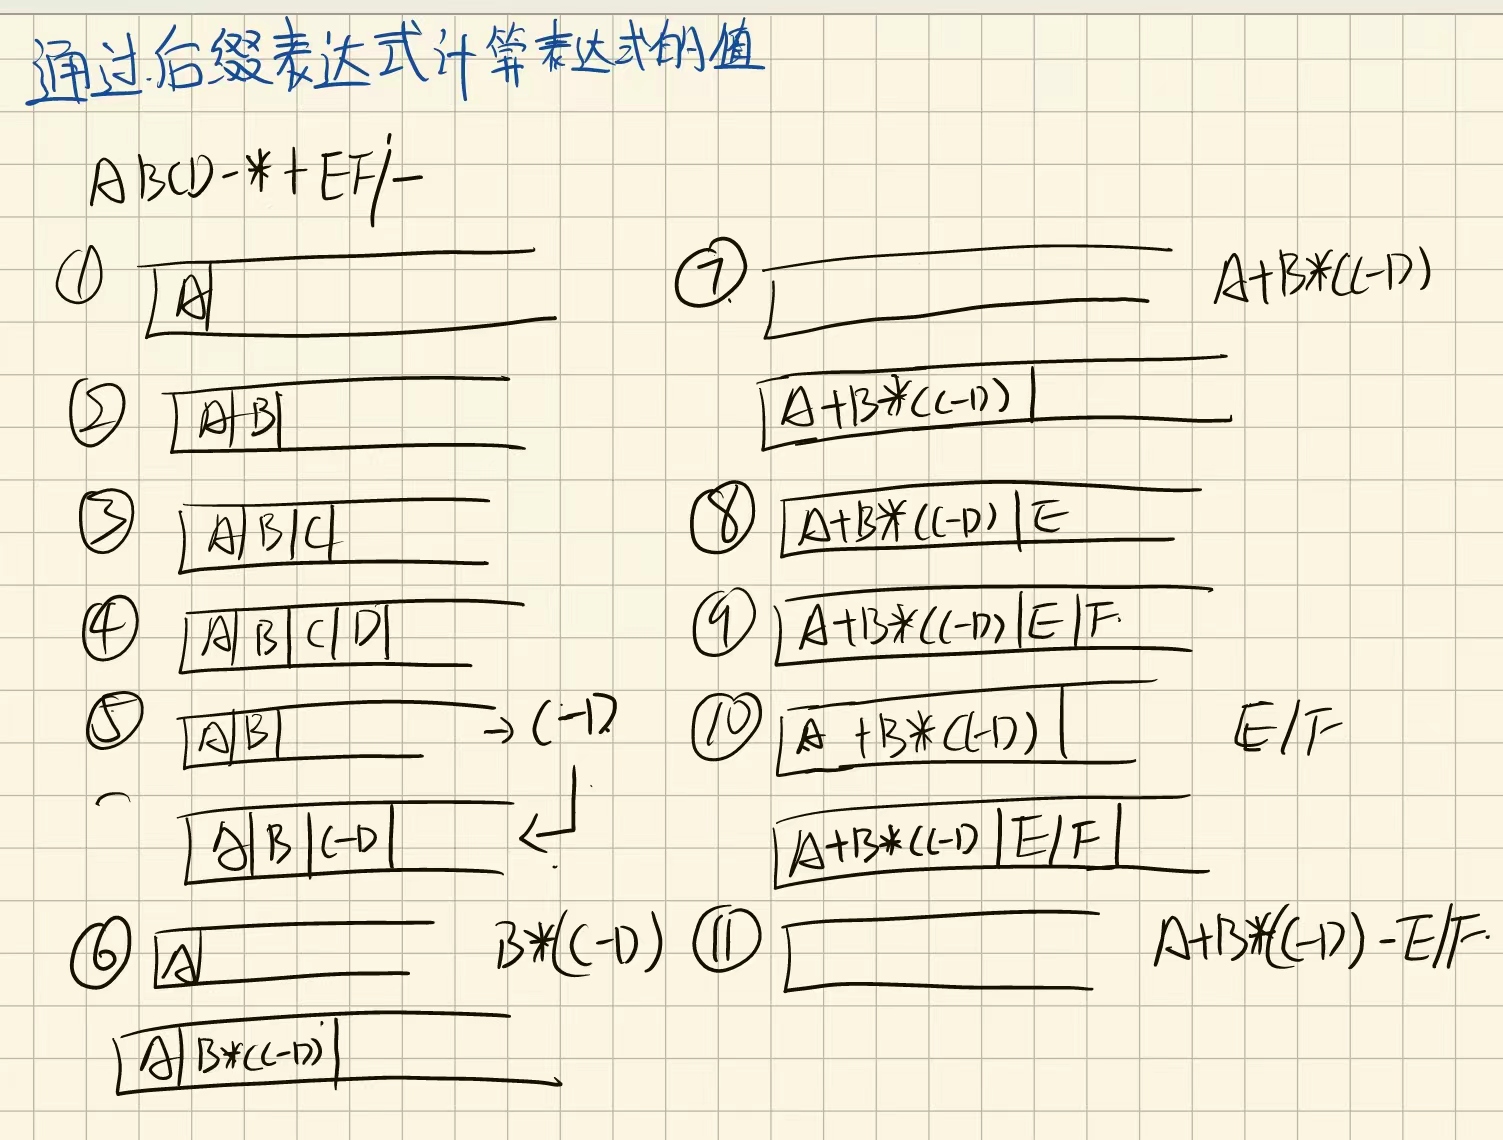 通过后缀表达式计算表达式的值
ABCD-*+EF/-
① A
② A|B|
③ A|B|C|
④ A|B|C|D|
⑤ A|B| → C-D
A|B|C-D|
⑥ A| B*(C-D)
A|B*(C-D)|
⑦ A+B*(C-D)
A+B*(C-D)|
⑧ A+B*(C-D)|E
⑨ A+B*(C-D)|E|F
⑩ A+B*(C-D)| E/F
A+B*(C-D|E/F|
⑪ A+B*(C-D)-E/F